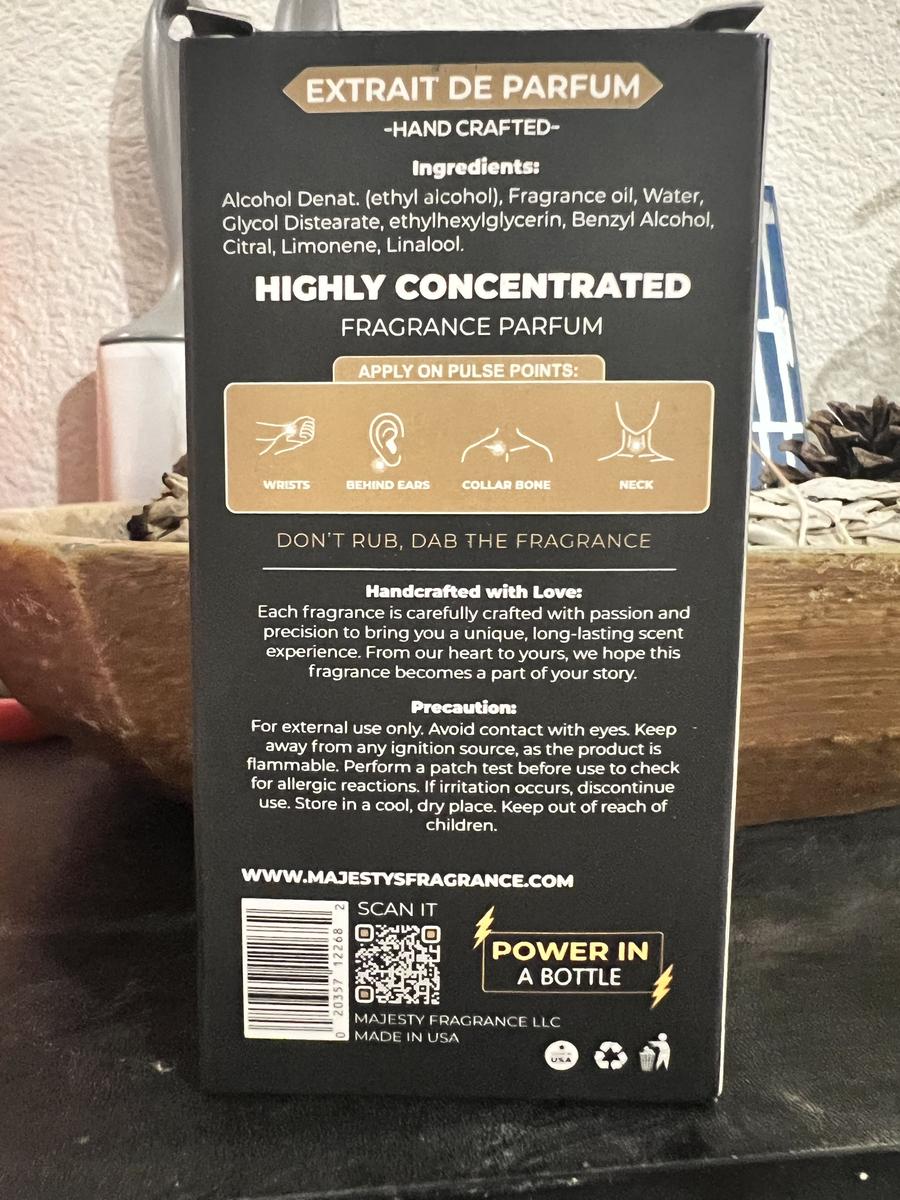 EXTRAIT DE PARFUM
-HAND CRAFTED-
Ingredients:
Alcohol Denat. (ethyl alcohol), Fragrance oil, Water,
Glycol Distearate, ethylhexylglycerin, Benzyl Alcohol,
Citral, Limonene, Linalool.
HIGHLY CONCENTRATED
FRAGRANCE PARFUM
APPLY ON PULSE POINTS:
WRISTS BEHIND EARS COLLAR BONE NECK
DON'T RUB, DAB THE FRAGRANCE
Handcrafted with Love:
Each fragrance is carefully crafted with passion and
precision to bring you a unique, long-lasting scent
experience. From our heart to yours, we hope this
fragrance becomes a part of your story.
Precaution:
For external use only. Avoid contact with eyes. Keep
away from any ignition source, as the product is
flammable. Perform a patch test before use to check
for allergic reactions. If irritation occurs, discontinue
use. Store in a cool, dry place. Keep out of reach of
children.
WWW.MAJESTYSFRAGRANCE.COM
0 20357 12268 2
SCAN IT
POWER IN
A BOTTLE
MAJESTY FRAGRANCE LLC
MADE IN USA
USA